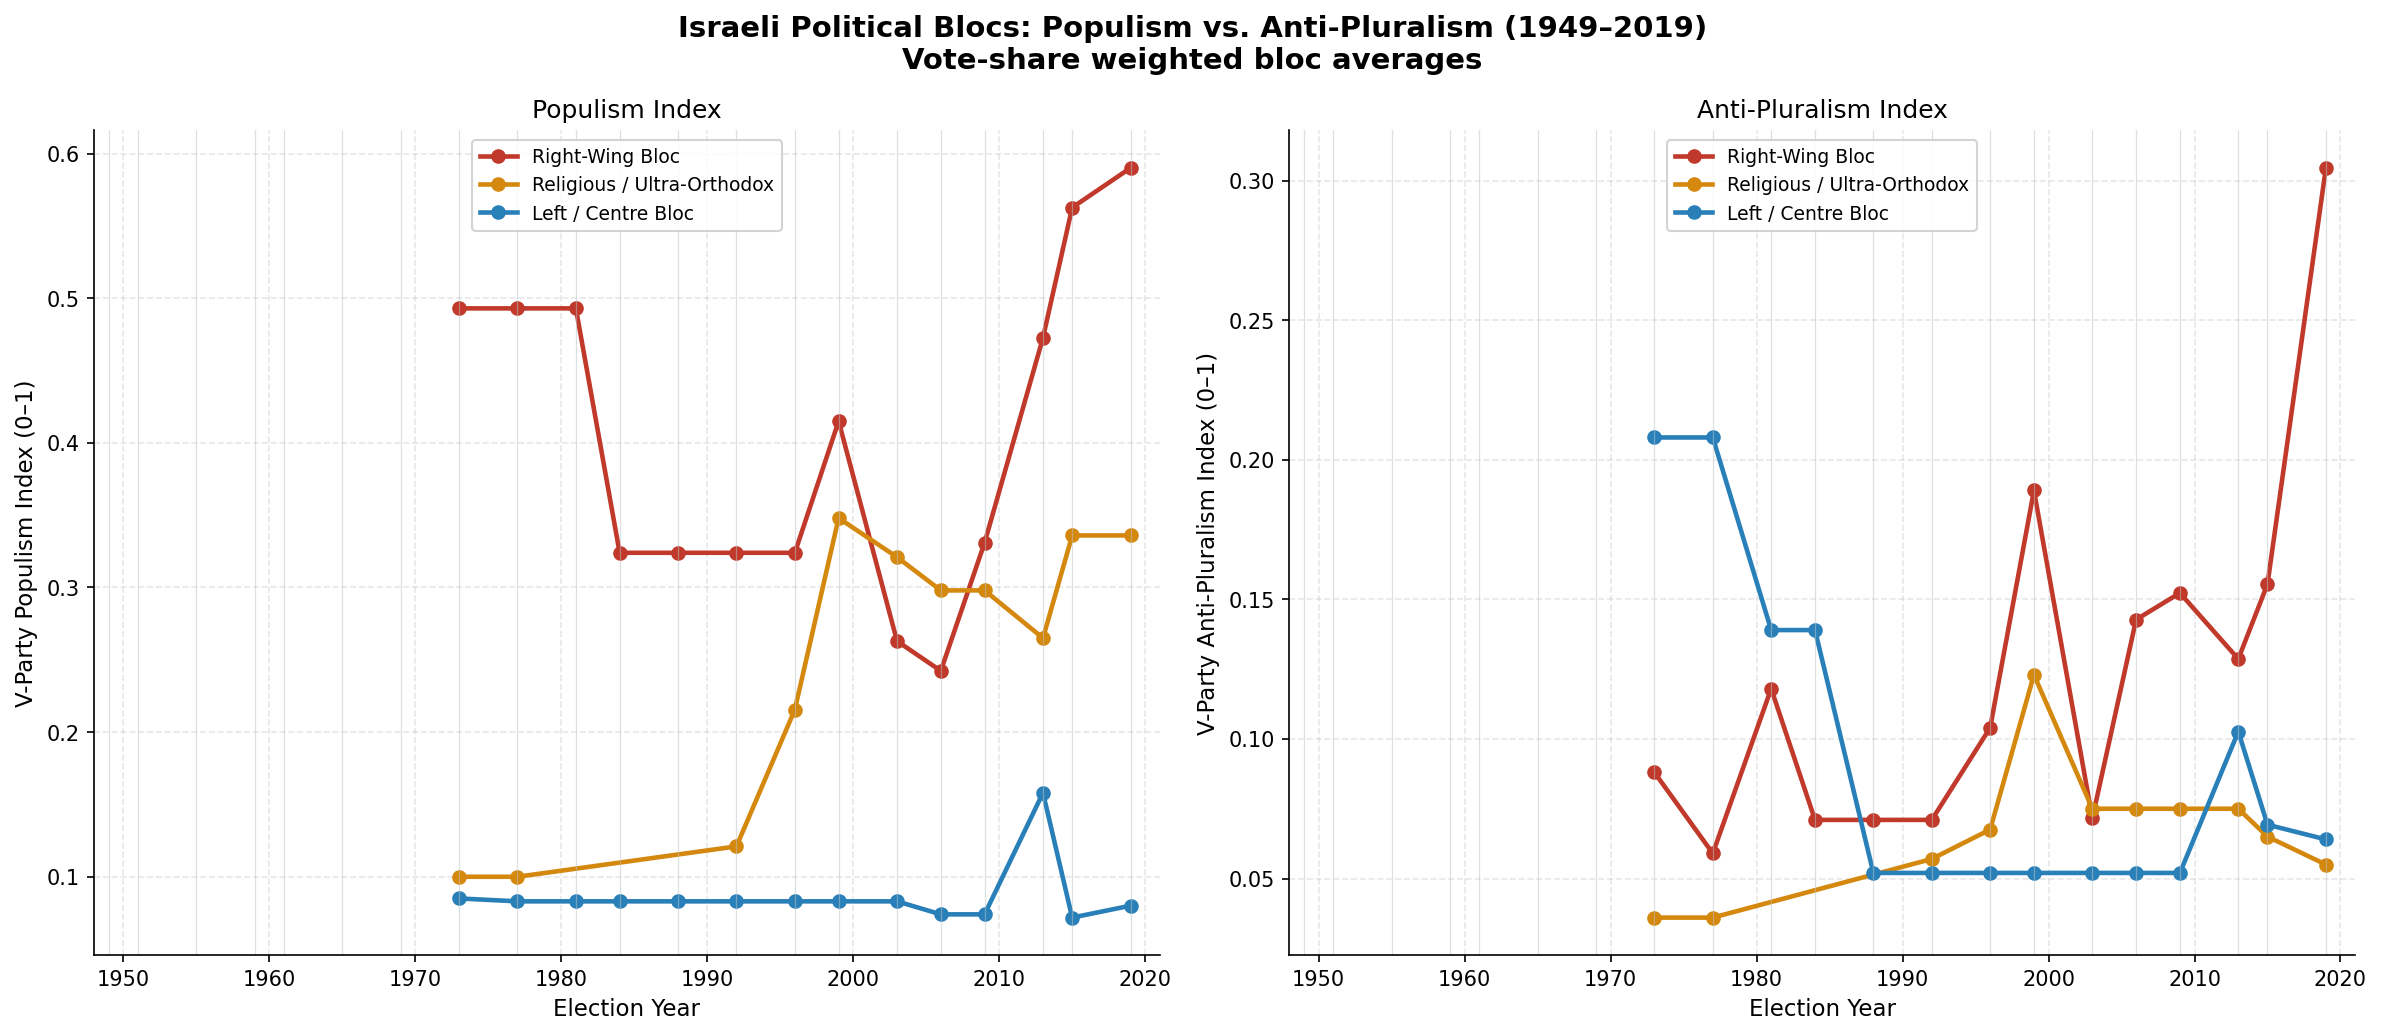 Israeli Political Blocs: Populism vs. Anti-Pluralism (1949–2019)
Vote-share weighted bloc averages
Populism Index
Right-Wing Bloc
Religious / Ultra-Orthodox
Left / Centre Bloc
V-Party Populism Index (0–1)
0.6
0.5
0.4
0.3
0.2
0.1
1950 1960 1970 1980 1990 2000 2010 2020
Election Year
Anti-Pluralism Index
Right-Wing Bloc
Religious / Ultra-Orthodox
Left / Centre Bloc
V-Party Anti-Pluralism Index (0–1)
0.30
0.25
0.20
0.15
0.10
0.05
1950 1960 1970 1980 1990 2000 2010 2020
Election Year